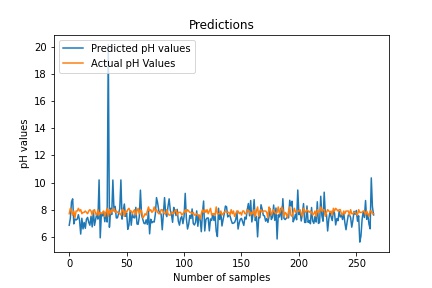 Predictions
Predicted pH values
Actual pH Values
pH values
20
18
16
14
12
10
8
6
0 50 100 150 200 250
Number of samples